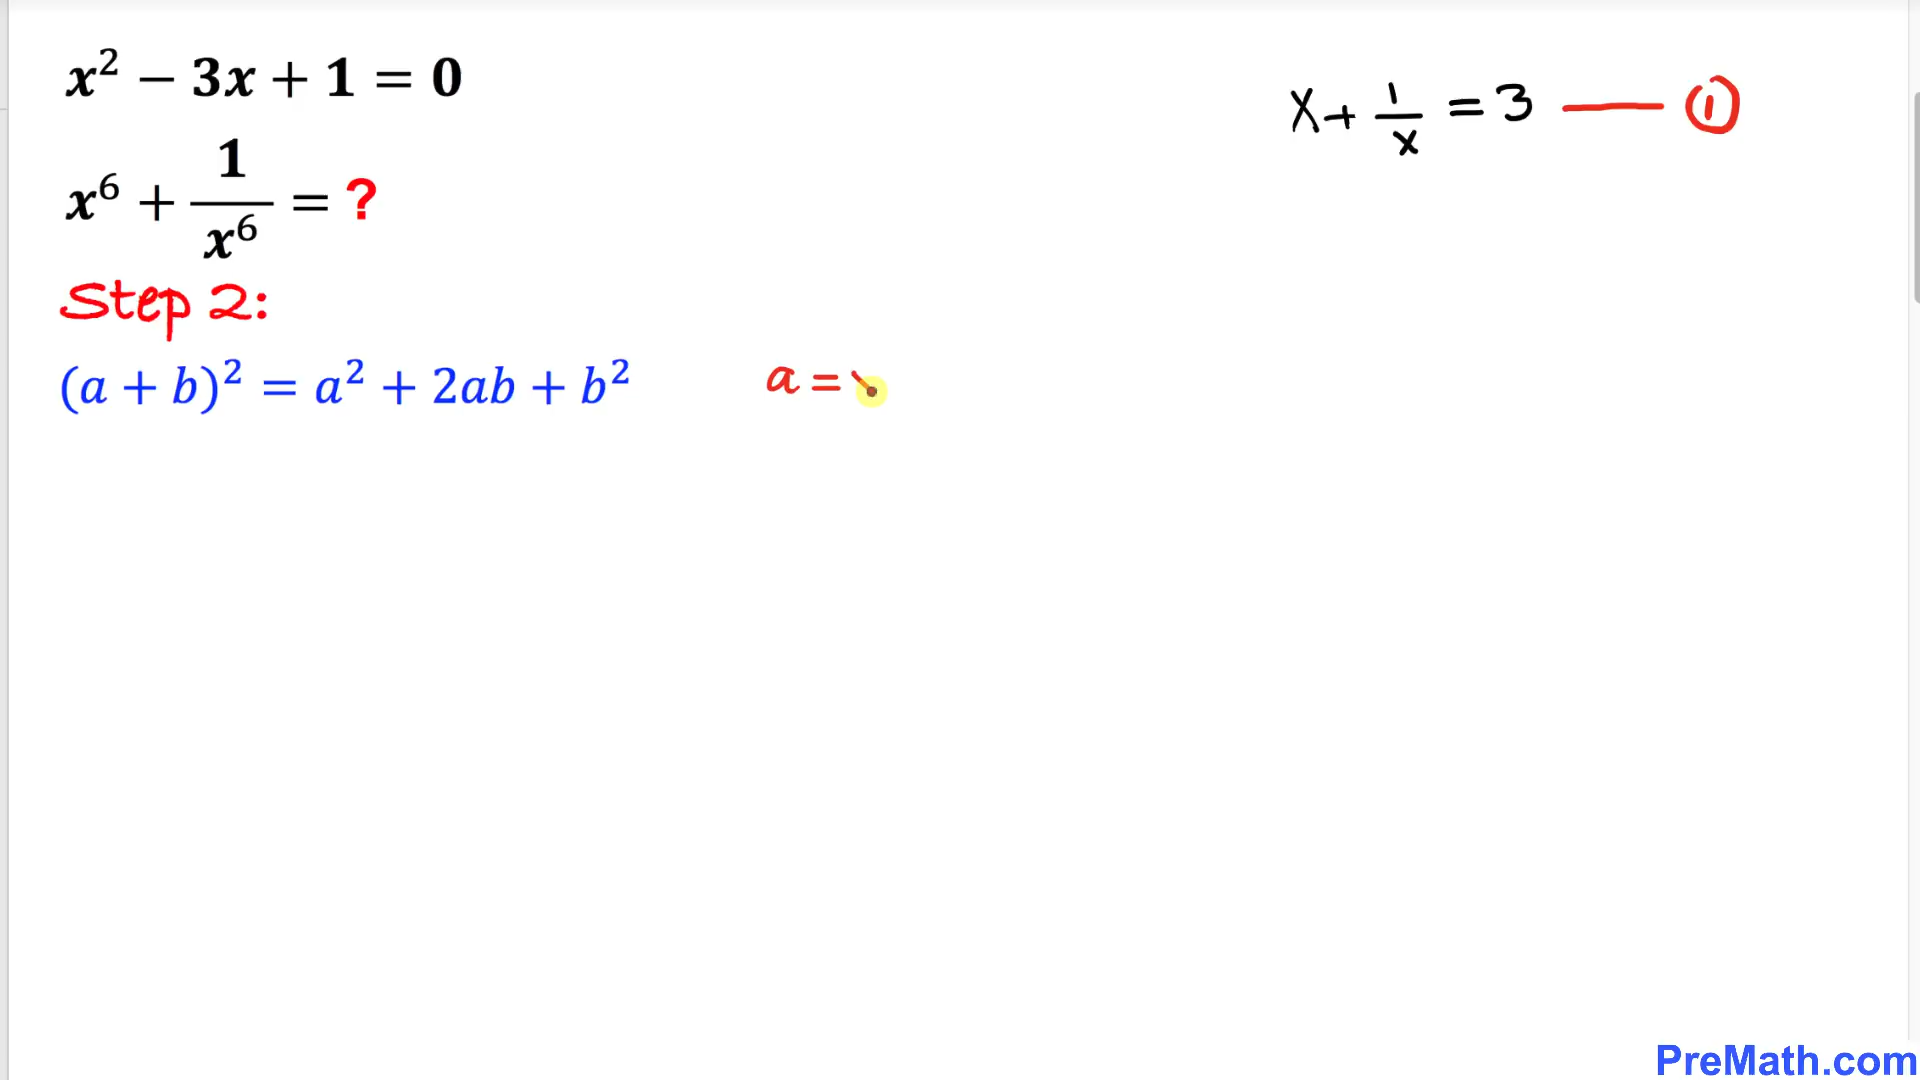 x² − 3x + 1 = 0
x + 1/x = 3 — ①
x⁶ + 1/x⁶ = ?
Step 2:
(a + b)² = a² + 2ab + b²
a =
PreMath.com